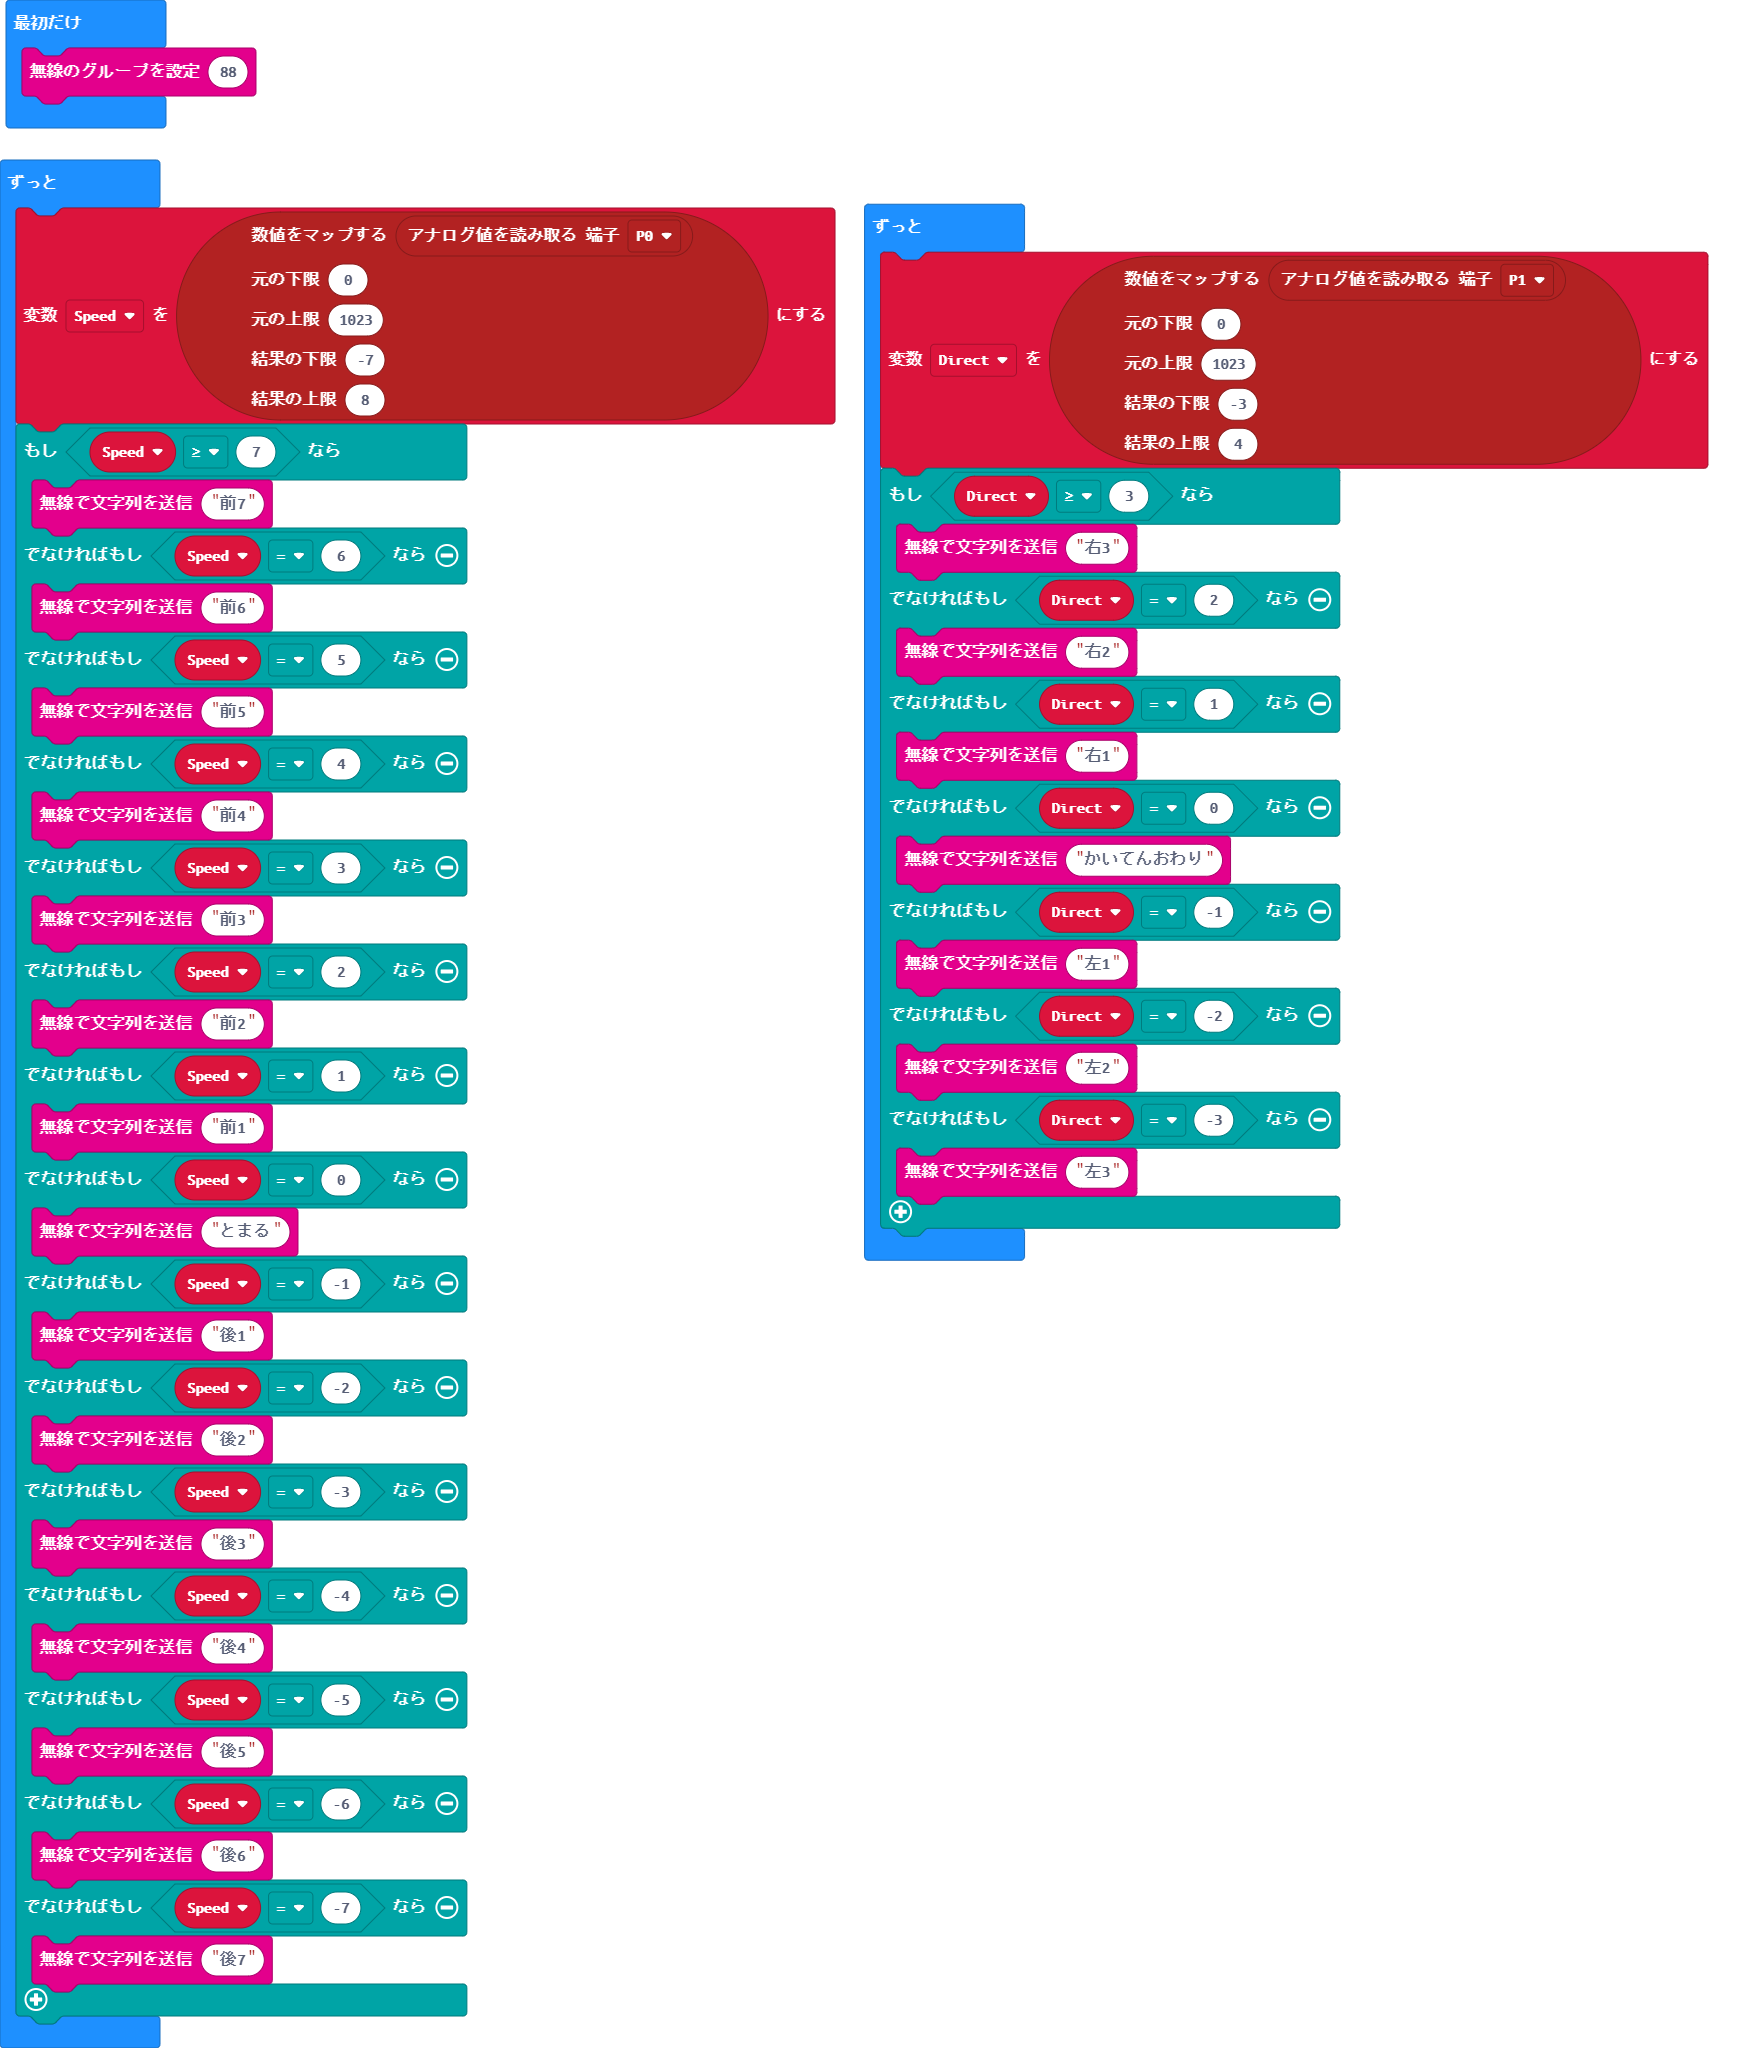 最初だけ
無線のグループを設定 88
ずっと
変数 Speed を 数値をマップする アナログ値を読み取る 端子 P0
元の下限 0
元の上限 1023
結果の下限 -7
結果の上限 8
にする
もし Speed ≥ 7 なら
無線で文字列を送信 "前7"
でなければもし Speed = 6 なら
無線で文字列を送信 "前6"
でなければもし Speed = 5 なら
無線で文字列を送信 "前5"
でなければもし Speed = 4 なら
無線で文字列を送信 "前4"
でなければもし Speed = 3 なら
無線で文字列を送信 "前3"
でなければもし Speed = 2 なら
無線で文字列を送信 "前2"
でなければもし Speed = 1 なら
無線で文字列を送信 "前1"
でなければもし Speed = 0 なら
無線で文字列を送信 "とまる"
でなければもし Speed = -1 なら
無線で文字列を送信 "後1"
でなければもし Speed = -2 なら
無線で文字列を送信 "後2"
でなければもし Speed = -3 なら
無線で文字列を送信 "後3"
でなければもし Speed = -4 なら
無線で文字列を送信 "後4"
でなければもし Speed = -5 なら
無線で文字列を送信 "後5"
でなければもし Speed = -6 なら
無線で文字列を送信 "後6"
でなければもし Speed = -7 なら
無線で文字列を送信 "後7"
ずっと
変数 Direct を 数値をマップする アナログ値を読み取る 端子 P1
元の下限 0
元の上限 1023
結果の下限 -3
結果の上限 4
にする
もし Direct ≥ 3 なら
無線で文字列を送信 "右3"
でなければもし Direct = 2 なら
無線で文字列を送信 "右2"
でなければもし Direct = 1 なら
無線で文字列を送信 "右1"
でなければもし Direct = 0 なら
無線で文字列を送信 "かいてんおわり"
でなければもし Direct = -1 なら
無線で文字列を送信 "左1"
でなければもし Direct = -2 なら
無線で文字列を送信 "左2"
でなければもし Direct = -3 なら
無線で文字列を送信 "左3"